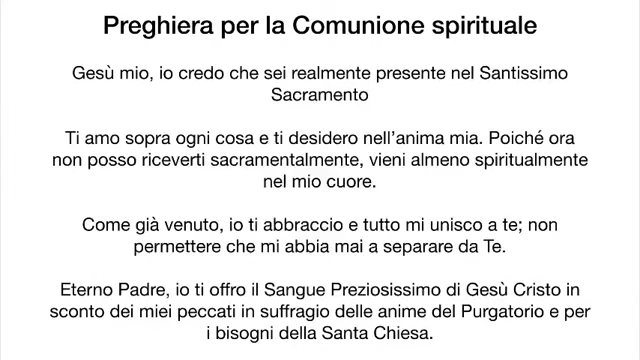 Preghiera per la Comunione spirituale
Gesù mio, io credo che sei realmente presente nel Santissimo
Sacramento
Ti amo sopra ogni cosa e ti desidero nell’anima mia. Poiché ora
non posso riceverti sacramentalmente, vieni almeno spiritualmente
nel mio cuore.
Come già venuto, io ti abbraccio e tutto mi unisco a te; non
permettere che mi abbia mai a separare da Te.
Eterno Padre, io ti offro il Sangue Preziosissimo di Gesù Cristo in
sconto dei miei peccati in suffragio delle anime del Purgatorio e per
i bisogni della Santa Chiesa.